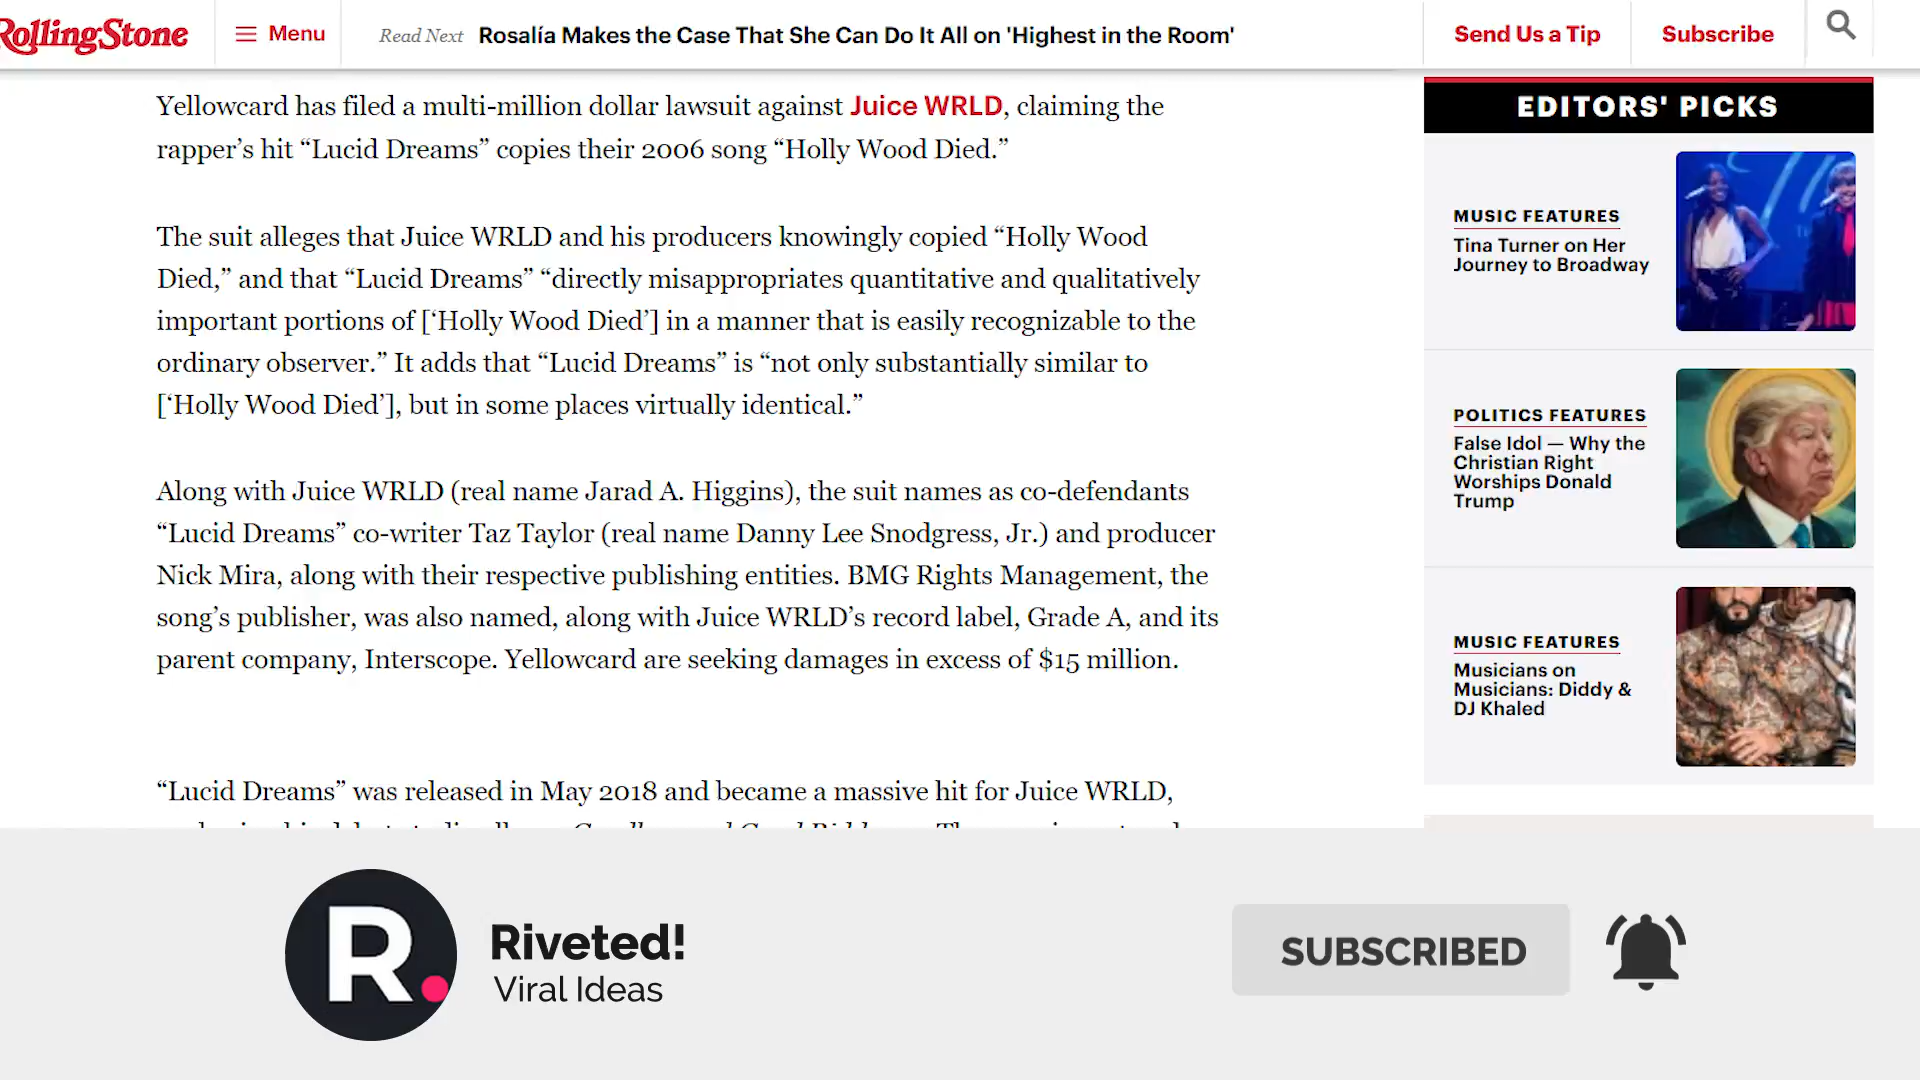 RollingStone
Menu
Read Next Rosalía Makes the Case That She Can Do It All on 'Highest in the Room'
Send Us a Tip
Subscribe
Yellowcard has filed a multi-million dollar lawsuit against Juice WRLD, claiming the
rapper’s hit “Lucid Dreams” copies their 2006 song “Holly Wood Died.”
The suit alleges that Juice WRLD and his producers knowingly copied “Holly Wood
Died,” and that “Lucid Dreams” “directly misappropriates quantitative and qualitatively
important portions of [‘Holly Wood Died’] in a manner that is easily recognizable to the
ordinary observer.” It adds that “Lucid Dreams” is “not only substantially similar to
[‘Holly Wood Died’], but in some places virtually identical.”
Along with Juice WRLD (real name Jarad A. Higgins), the suit names as co-defendants
“Lucid Dreams” co-writer Taz Taylor (real name Danny Lee Snodgress, Jr.) and producer
Nick Mira, along with their respective publishing entities. BMG Rights Management, the
song’s publisher, was also named, along with Juice WRLD’s record label, Grade A, and its
parent company, Interscope. Yellowcard are seeking damages in excess of $15 million.
“Lucid Dreams” was released in May 2018 and became a massive hit for Juice WRLD,
EDITORS' PICKS
MUSIC FEATURES
Tina Turner on Her
Journey to Broadway
POLITICS FEATURES
False Idol — Why the
Christian Right
Worships Donald
Trump
MUSIC FEATURES
Musicians on
Musicians: Diddy &
DJ Khaled
R.
Riveted!
Viral Ideas
SUBSCRIBED